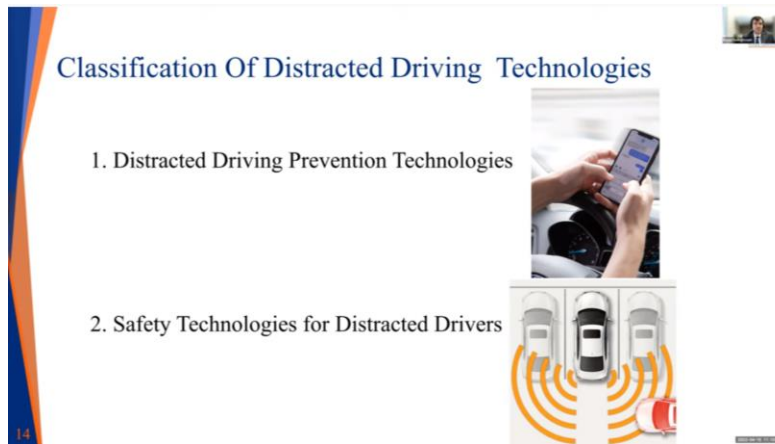 Classification Of Distracted Driving Technologies
1. Distracted Driving Prevention Technologies
2. Safety Technologies for Distracted Drivers
14